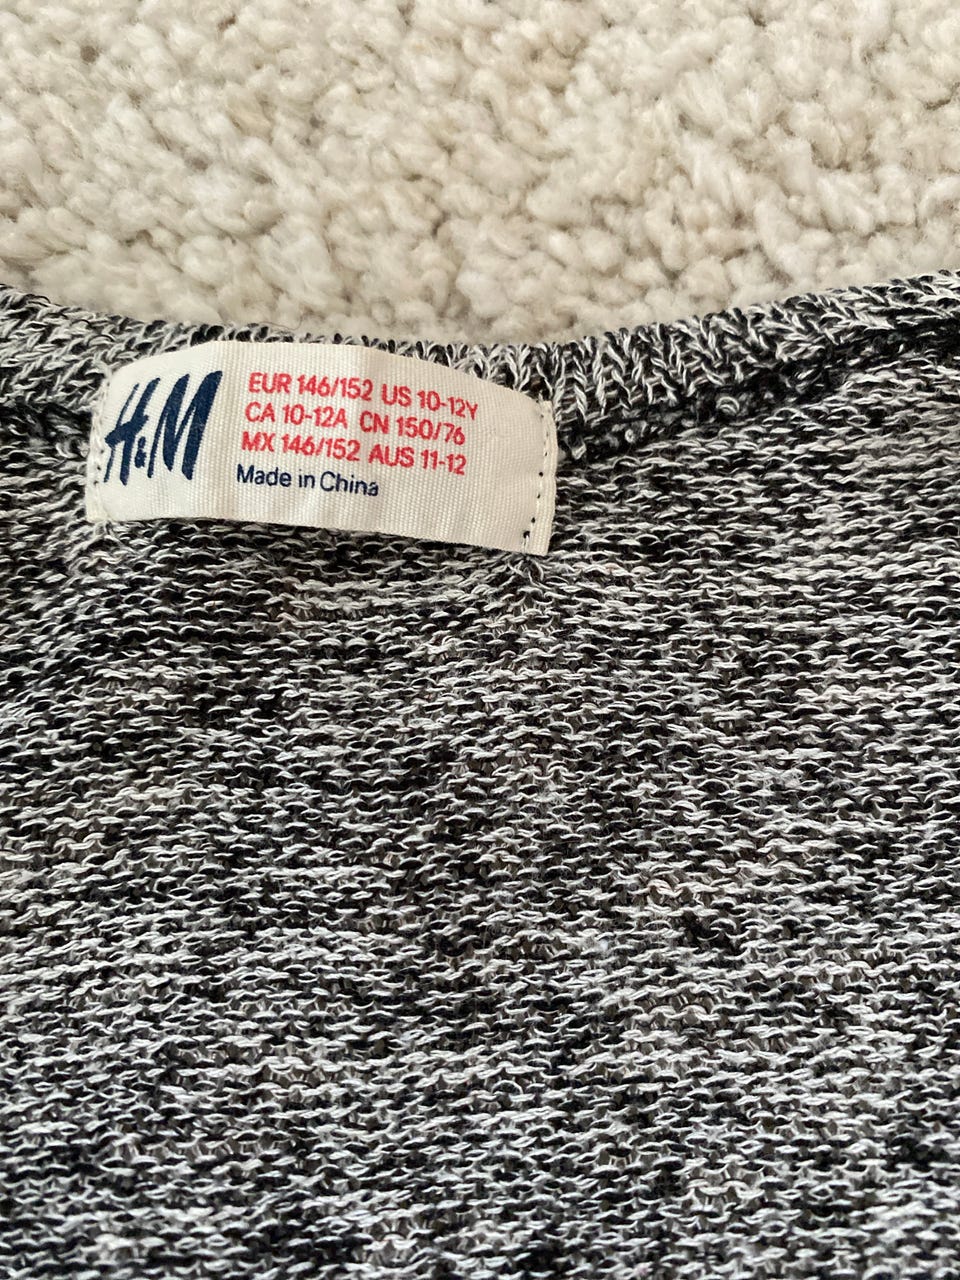 H&M
EUR 146/152 US 10-12Y
CA 10-12A CN 150/76
MX 146/152 AUS 11-12
Made in China